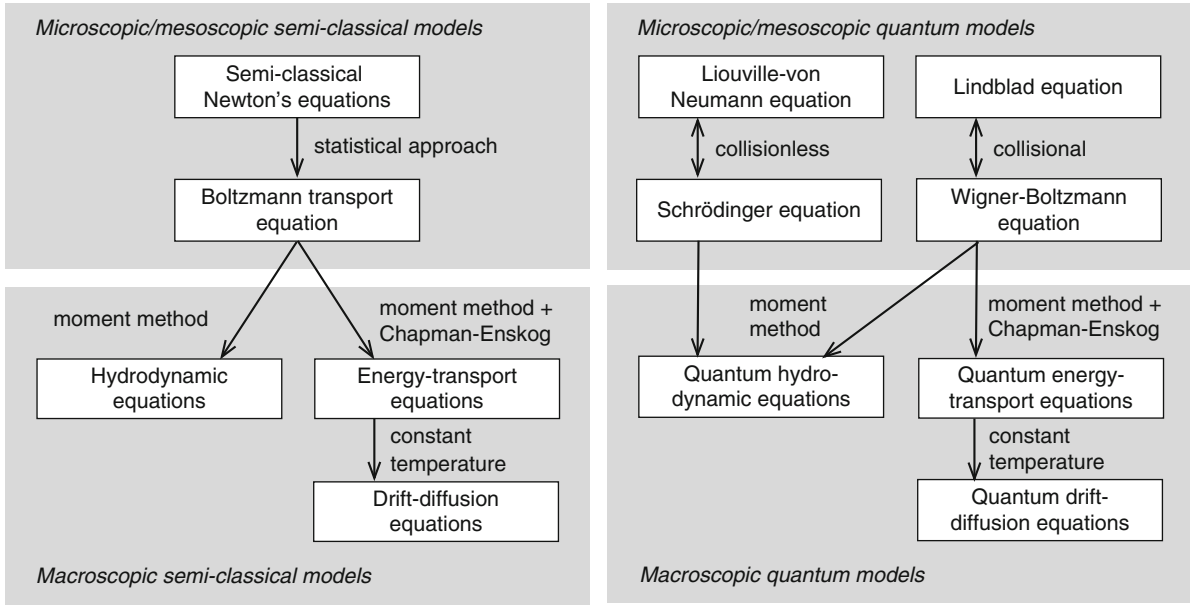 Microscopic/mesoscopic semi-classical models
Semi-classical
Newton's equations
statistical approach
Boltzmann transport
equation
moment method
moment method +
Chapman-Enskog
Hydrodynamic
equations
Energy-transport
equations
constant
temperature
Drift-diffusion
equations
Macroscopic semi-classical models
Microscopic/mesoscopic quantum models
Liouville-von
Neumann equation
Lindblad equation
collisionless
collisional
Schrödinger equation
Wigner-Boltzmann
equation
moment
method
moment method +
Chapman-Enskog
Quantum hydro-
dynamic equations
Quantum energy-
transport equations
constant
temperature
Quantum drift-
diffusion equations
Macroscopic quantum models